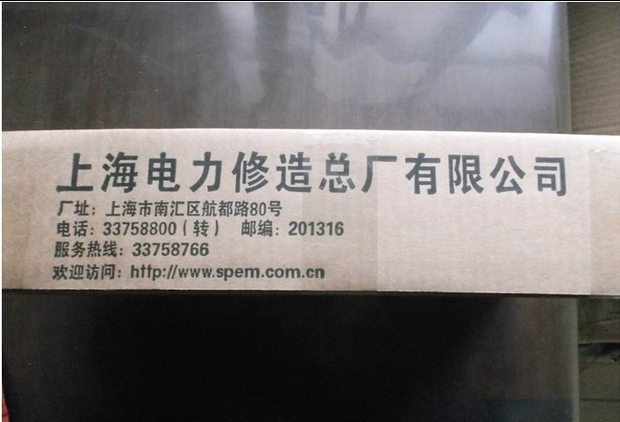 上海电力修造总厂有限公司
厂址：上海市南汇区航都路80号
电话：33758800（转） 邮编：201316
服务热线：33758766
欢迎访问：http://www.spem.com.cn